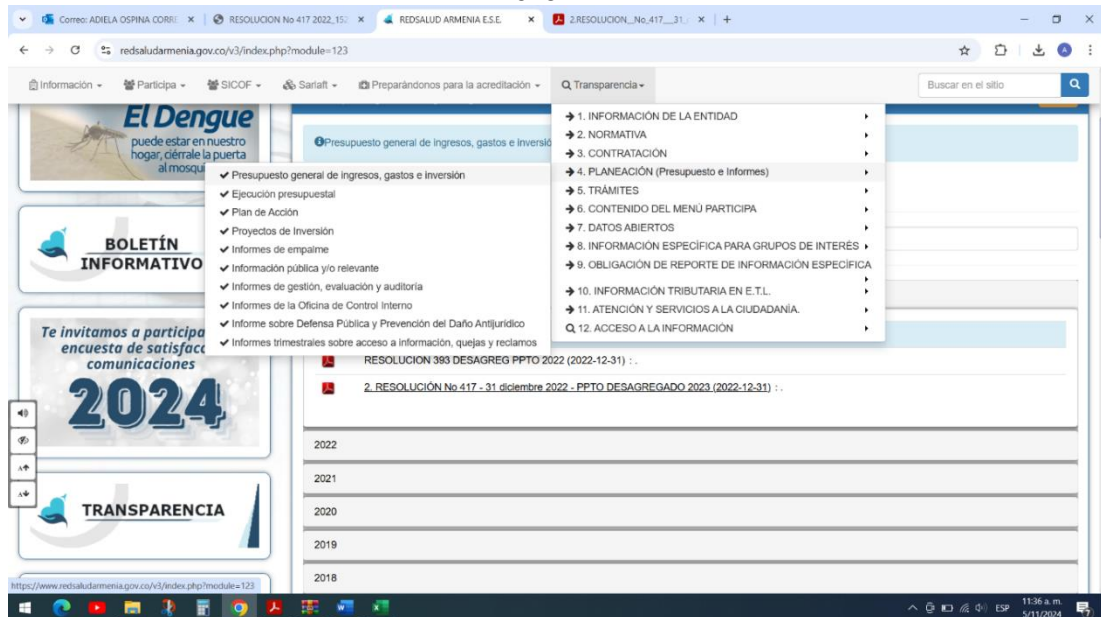 Correo: ADIELA OSPINA CORRE
RESOLUCION No 417 2022_15
REDSALUD ARMENIA E.S.E.
2.RESOLUCION__No_417__31_
redsaludarmenia.gov.co/v3/index.php?module=123
A
Información
Participa
SICOF
Sarlaft
Preparándonos para la acreditación
Transparencia
Buscar en el sitio
El Dengue
puede estar en nuestro
hogar, ciérrale la puerta
al mosqui
Presupuesto general de ingresos, gastos e inversió
1. INFORMACIÓN DE LA ENTIDAD
2. NORMATIVA
3. CONTRATACIÓN
4. PLANEACIÓN (Presupuesto e Informes)
5. TRÁMITES
6. CONTENIDO DEL MENÚ PARTICIPA
7. DATOS ABIERTOS
8. INFORMACIÓN ESPECÍFICA PARA GRUPOS DE INTERÉS
9. OBLIGACIÓN DE REPORTE DE INFORMACIÓN ESPECÍFICA
10. INFORMACIÓN TRIBUTARIA EN E.T.L.
11. ATENCIÓN Y SERVICIOS A LA CIUDADANÍA.
12. ACCESO A LA INFORMACIÓN
Presupuesto general de ingresos, gastos e inversión
Ejecución presupuestal
Plan de Acción
Proyectos de Inversión
Informes de empalme
Información pública y/o relevante
Informes de gestión, evaluación y auditoría
Informes de la Oficina de Control Interno
Informe sobre Defensa Pública y Prevención del Daño Antijurídico
Informes trimestrales sobre acceso a información, quejas y reclamos
BOLETÍN
INFORMATIVO
Te invitamos a participa
encuesta de satisfacc
comunicaciones
2024
RESOLUCION 393 DESAGREG PPTO 2022 (2022-12-31) : .
2. RESOLUCIÓN No 417 - 31 diciembre 2022 - PPTO DESAGREGADO 2023 (2022-12-31) : .
2022
2021
2020
2019
2018
TRANSPARENCIA
https://www.redsaludarmenia.gov.co/v3/index.php?module=123
ESP
11:36 a. m.
5/11/2024